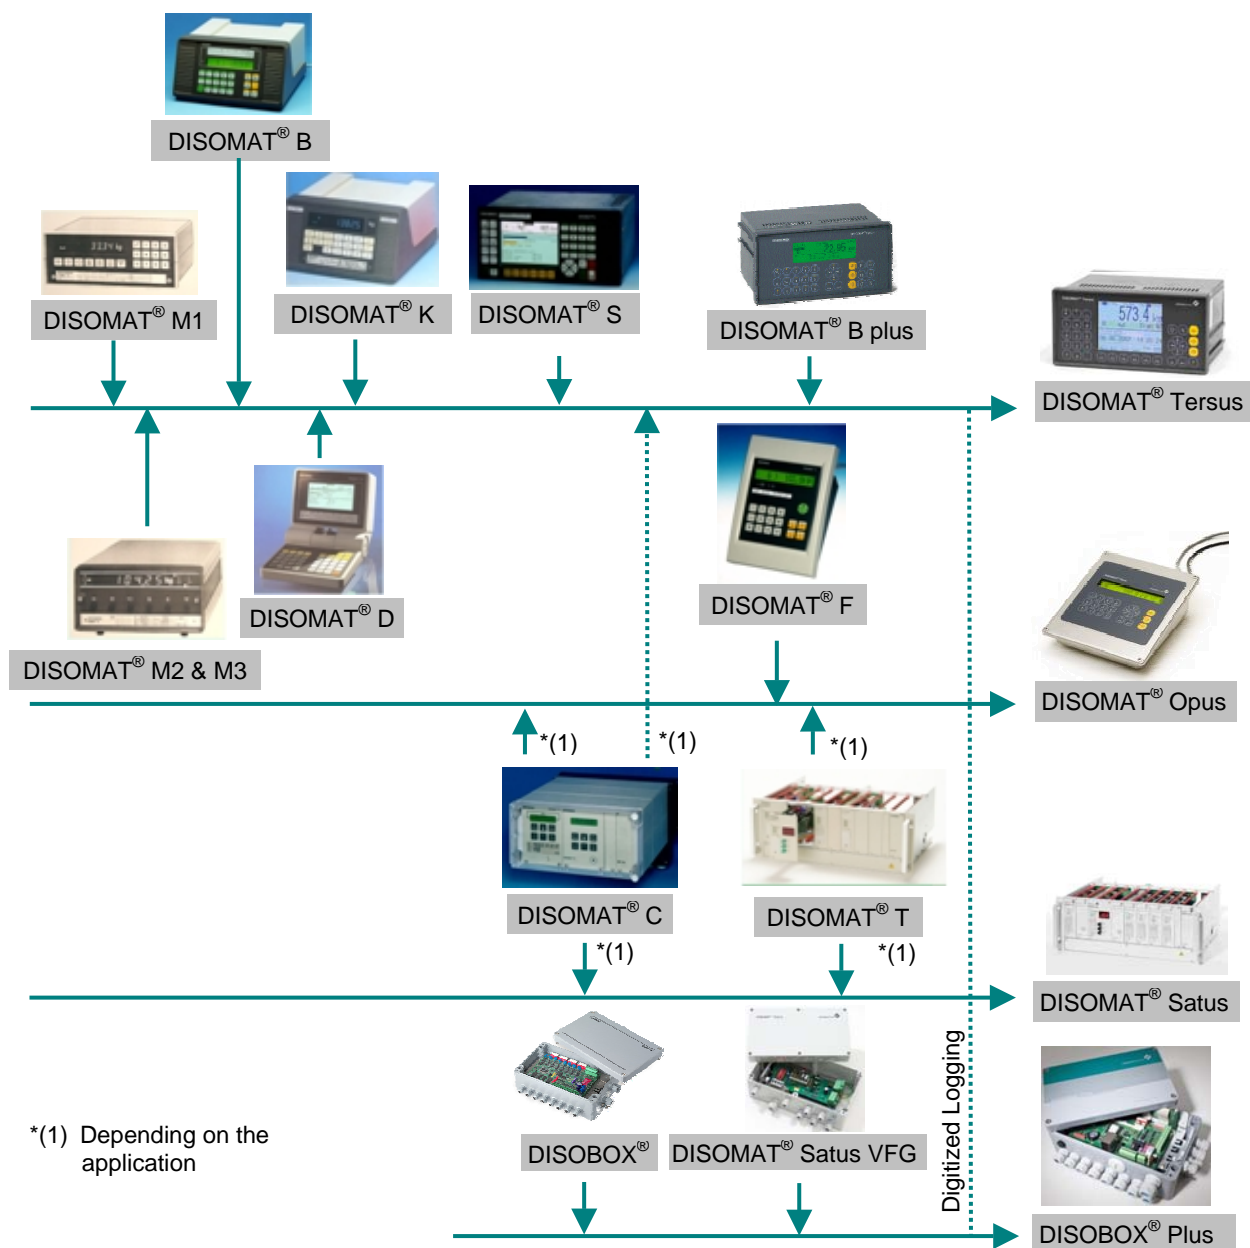 DISOMAT® B
DISOMAT® M1
DISOMAT® K
DISOMAT® S
DISOMAT® B plus
573.4
DISOMAT® Tersus
DISOMAT® D
DISOMAT® F
DISOMAT® M2 & M3
DISOMAT® Opus
*(1)
*(1)
*(1)
DISOMAT® C
DISOMAT® T
*(1)
*(1)
DISOMAT® Satus
Digitized Logging
*(1) Depending on the
application
DISOBOX®
DISOMAT® Satus VFG
DISOBOX® Plus